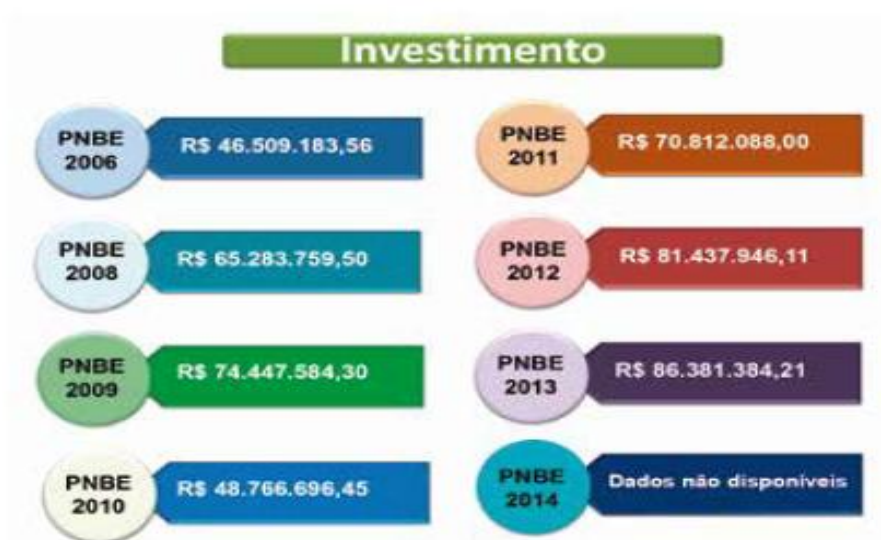 Investimento
PNBE
2006
R$ 46.509.183,56
PNBE
2008
R$ 65.283.759,50
PNBE
2009
R$ 74.447.584,30
PNBE
2010
R$ 48.766.696,45
PNBE
2011
R$ 70.812.088,00
PNBE
2012
R$ 81.437.946,11
PNBE
2013
R$ 86.381.384,21
PNBE
2014
Dados não disponíveis